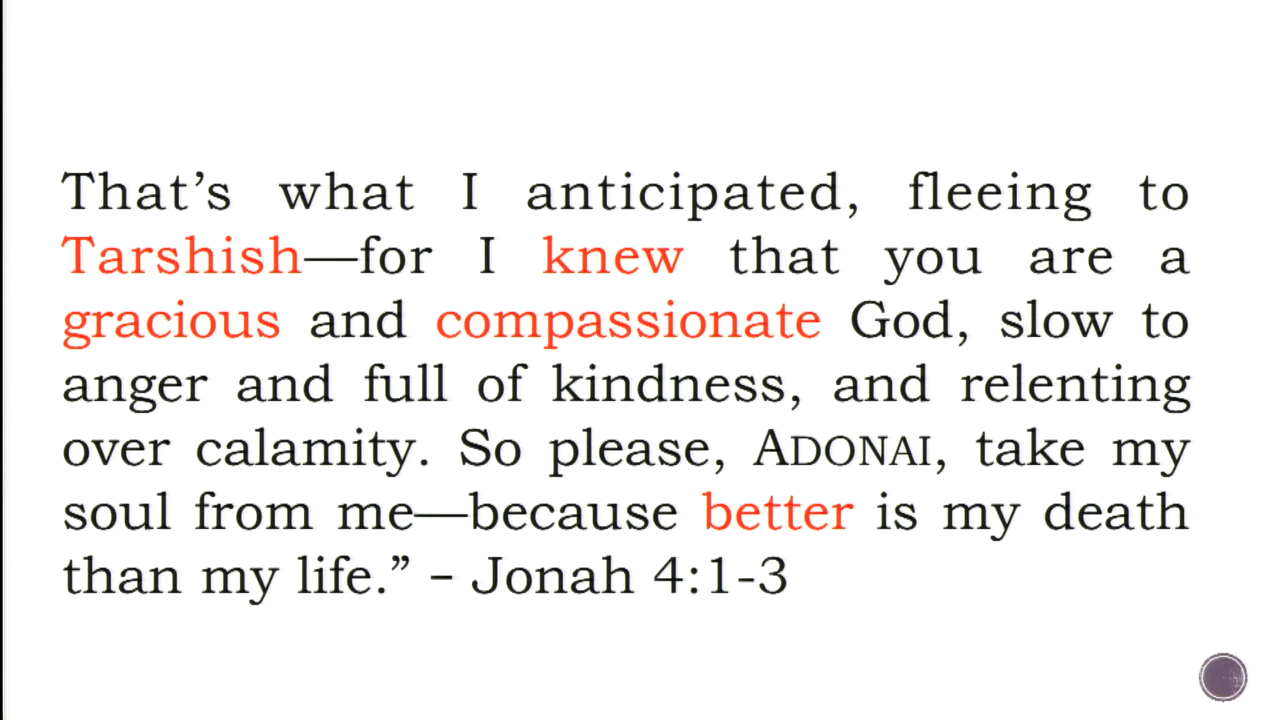 That’s what I anticipated, fleeing to
Tarshish—for I knew that you are a
gracious and compassionate God, slow to
anger and full of kindness, and relenting
over calamity. So please, ADONAI, take my
soul from me—because better is my death
than my life.” – Jonah 4:1-3